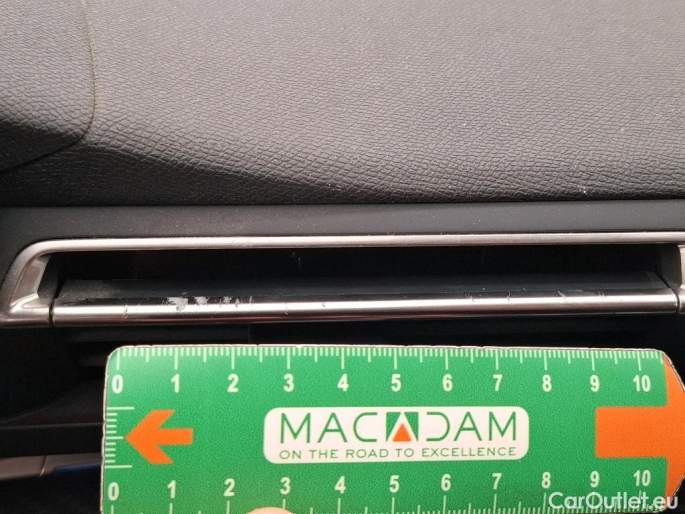 0 1 2 3 4 5 6 7 8 9 10
MACADAM
ON THE ROAD TO EXCELLENCE
0 1 2 3 4 5 6 7 8 9 10
CarOutlet.eu